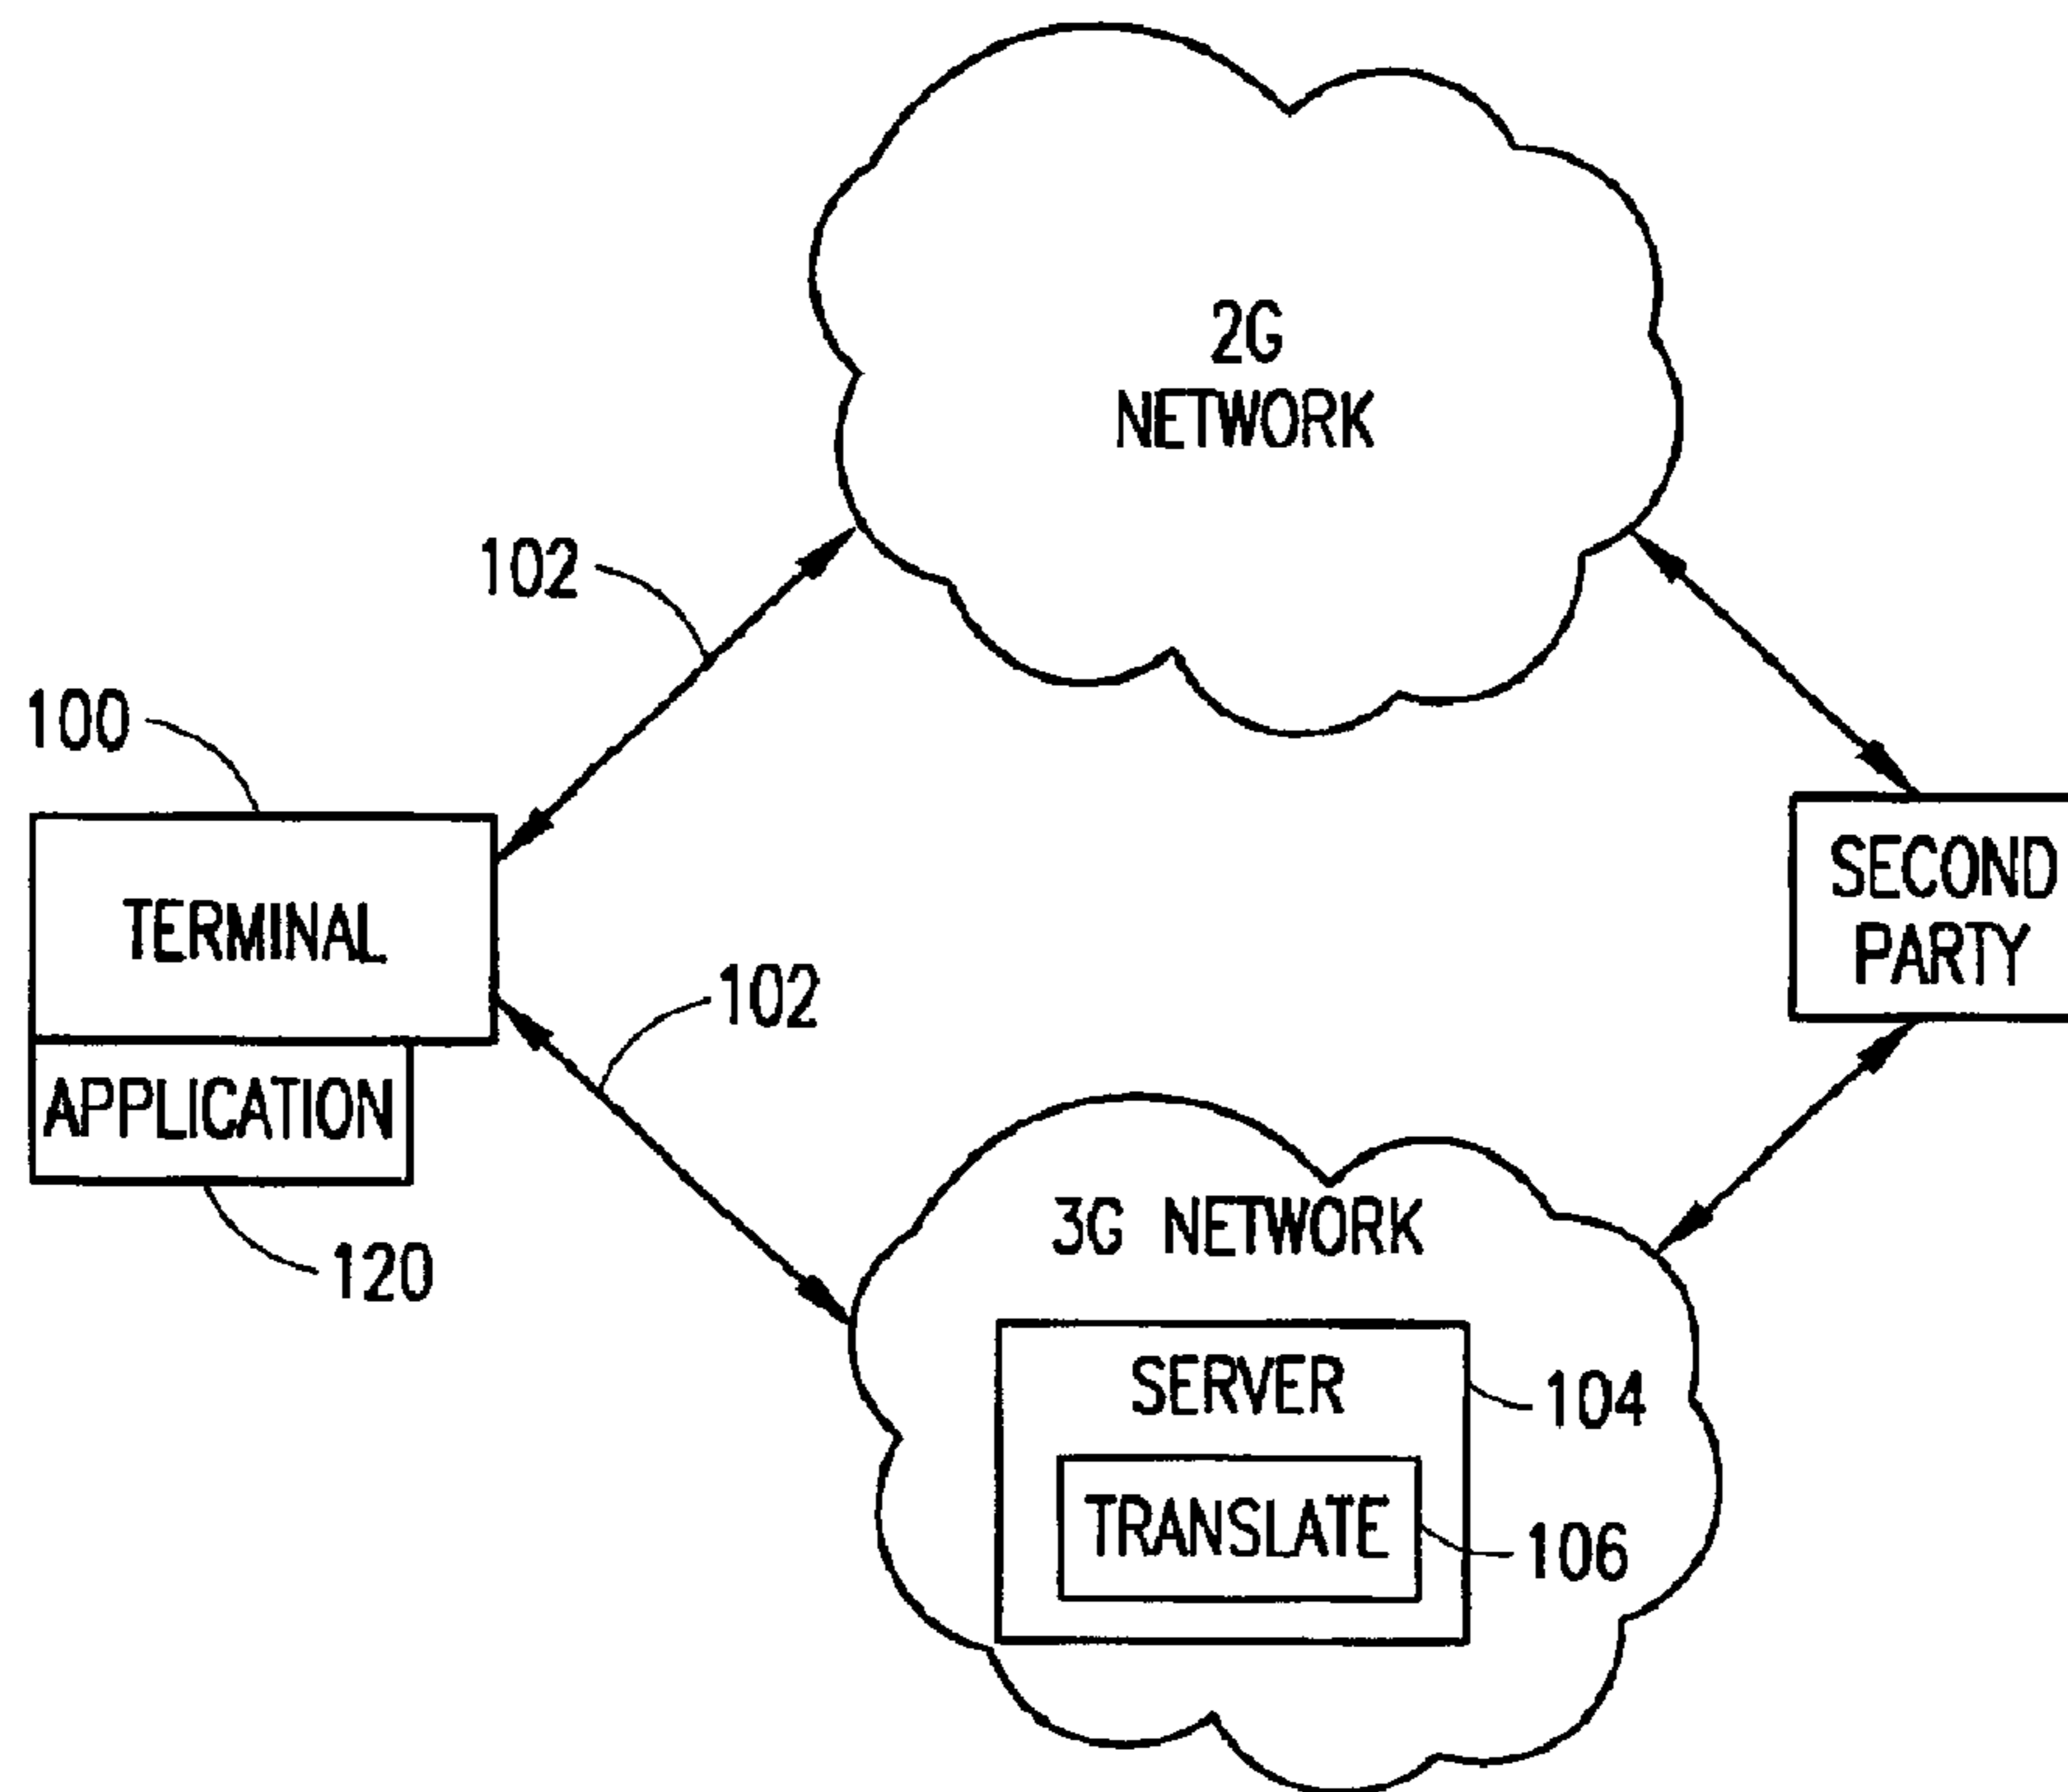 2G
NETWORK
102
100
TERMINAL
SECOND
PARTY
102
APPLICATION
120
3G NETWORK
SERVER
104
TRANSLATE
106